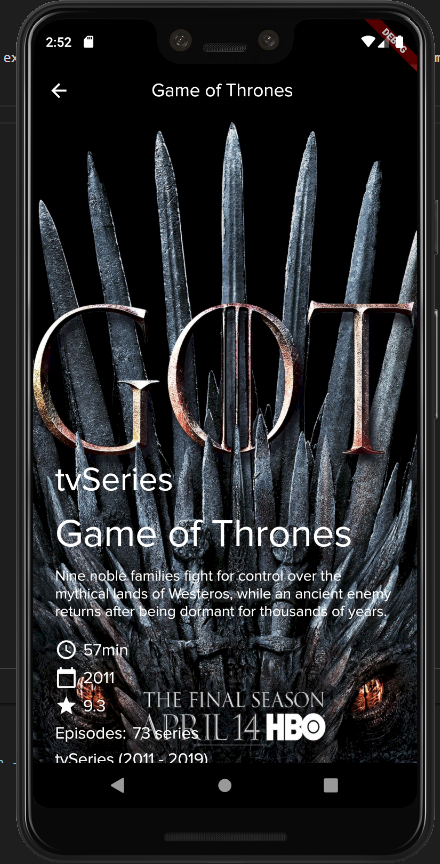 2:52
DEBUG
Game of Thrones
GOT
tvSeries
Game of Thrones
Nine noble families fight for control over the
mythical lands of Westeros, while an ancient enemy
returns after being dormant for thousands of years.
57min
2011
9.3
THE FINAL SEASON
APRIL 14 HBO
Episodes: 73 series
tvSeries (2011 - 2019)